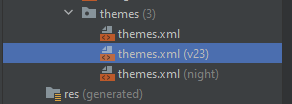 themes (3)
themes.xml
themes.xml (v23)
themes.xml (night)
res (generated)